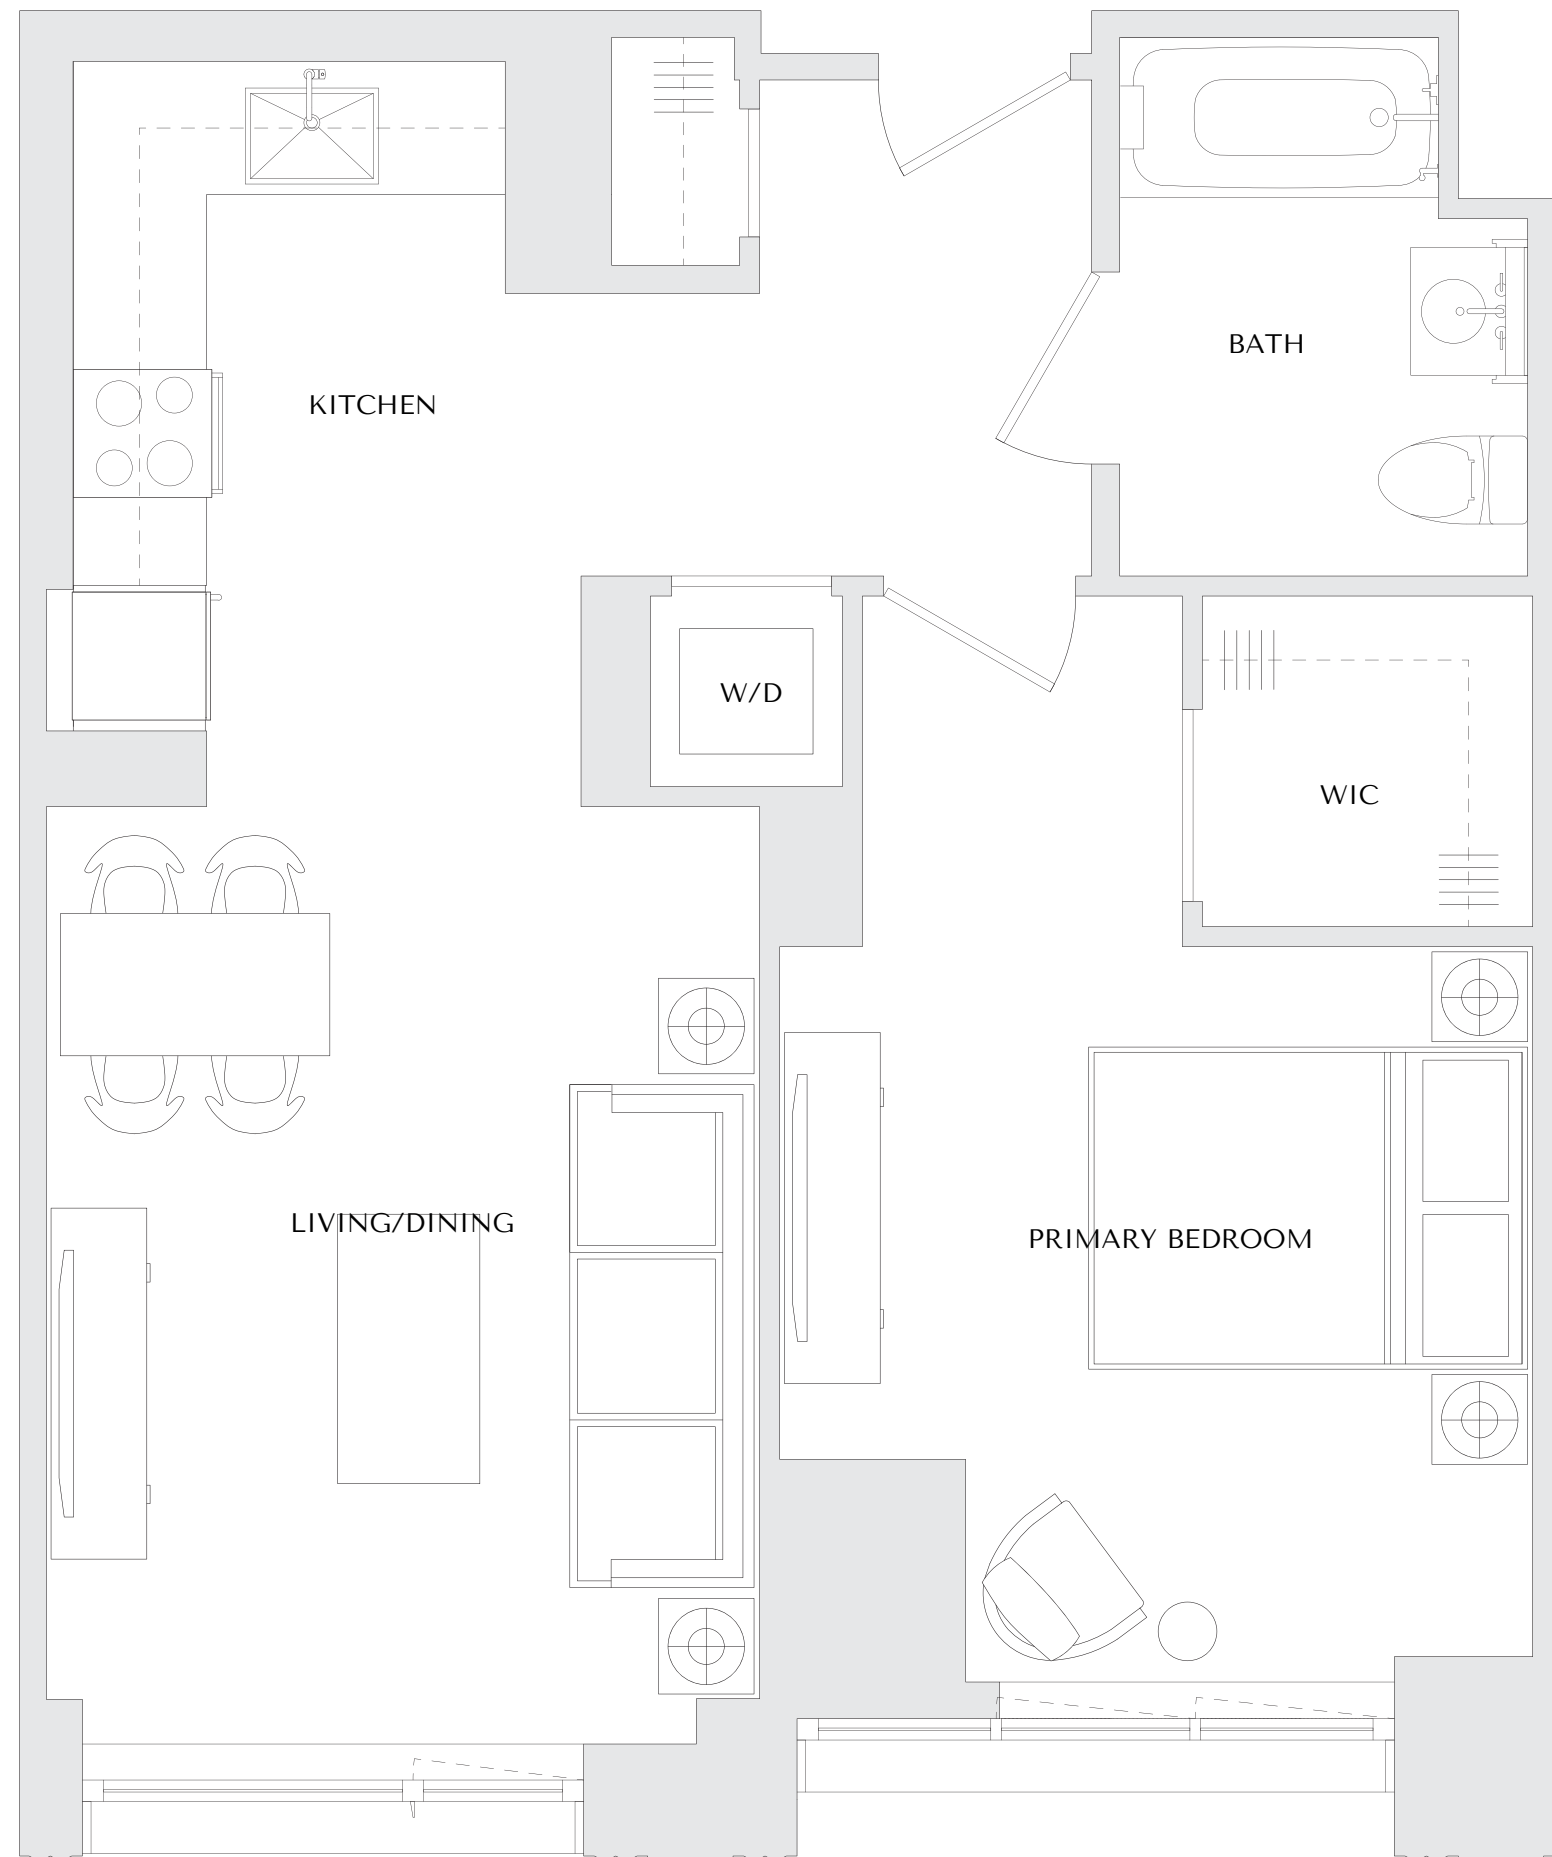 BATH
KITCHEN
W/D
WIC
LIVING/DINING
PRIMARY BEDROOM